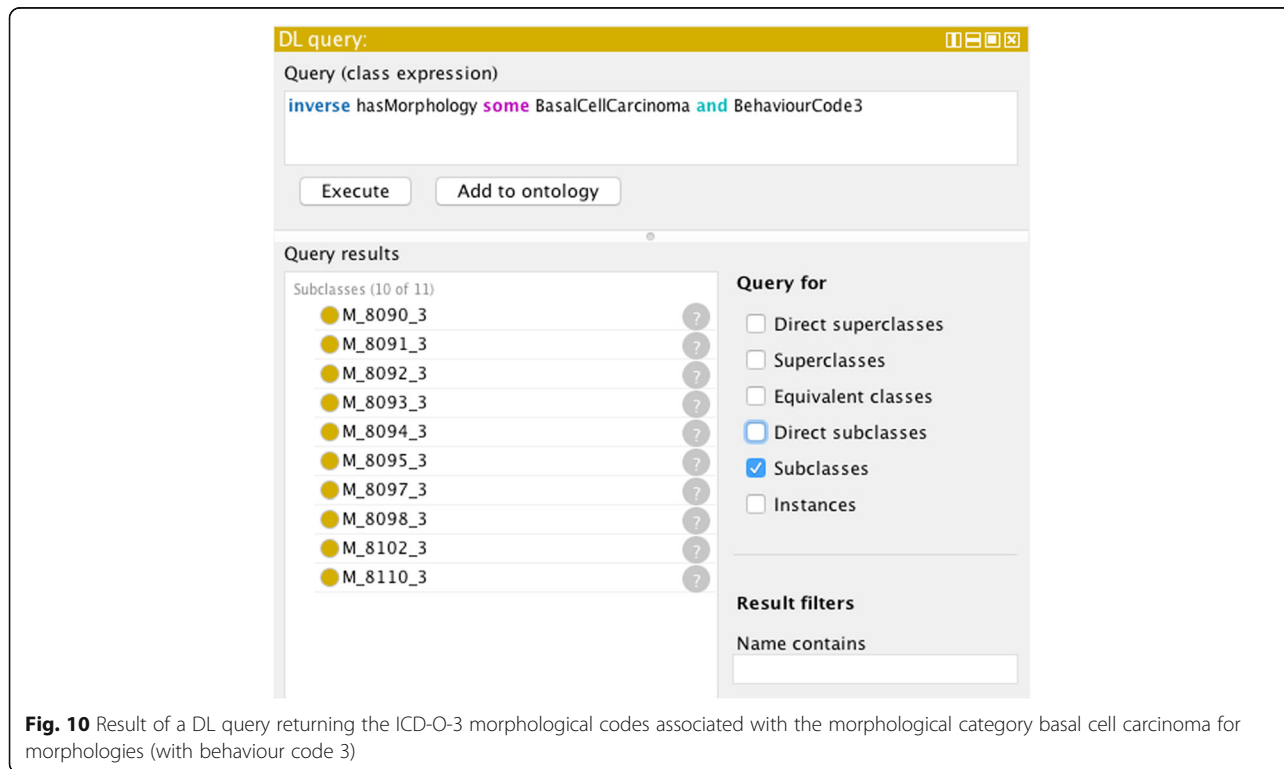 DL query:
Query (class expression)
inverse hasMorphology some BasalCellCarcinoma and BehaviourCode3
Execute Add to ontology
Query results
Subclasses (10 of 11)
M_8090_3 ?
M_8091_3 ?
M_8092_3 ?
M_8093_3 ?
M_8094_3 ?
M_8095_3 ?
M_8097_3 ?
M_8098_3 ?
M_8102_3 ?
M_8110_3 ?
Query for
Direct superclasses
Superclasses
Equivalent classes
Direct subclasses
Subclasses
Instances
Result filters
Name contains
Fig. 10 Result of a DL query returning the ICD-O-3 morphological codes associated with the morphological category basal cell carcinoma for
morphologies (with behaviour code 3)